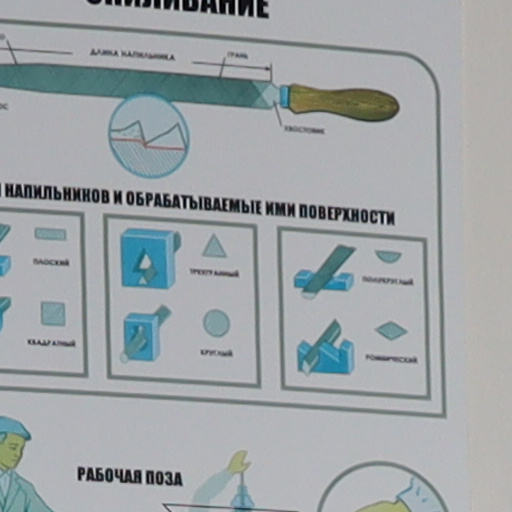 ОПИЛИВАНИЕ
ДЛИНА НАПИЛЬНИКА
ГРАНЬ
ХВОСТОВИК
НАПИЛЬНИКОВ И ОБРАБАТЫВАЕМЫЕ ИМИ ПОВЕРХНОСТИ
ПЛОСКИЙ
ТРЕХГРАННЫЙ
ПОЛУКРУГЛЫЙ
КВАДРАТНЫЙ
КРУГЛЫЙ
РОМБИЧЕСКИЙ
РАБОЧАЯ ПОЗА